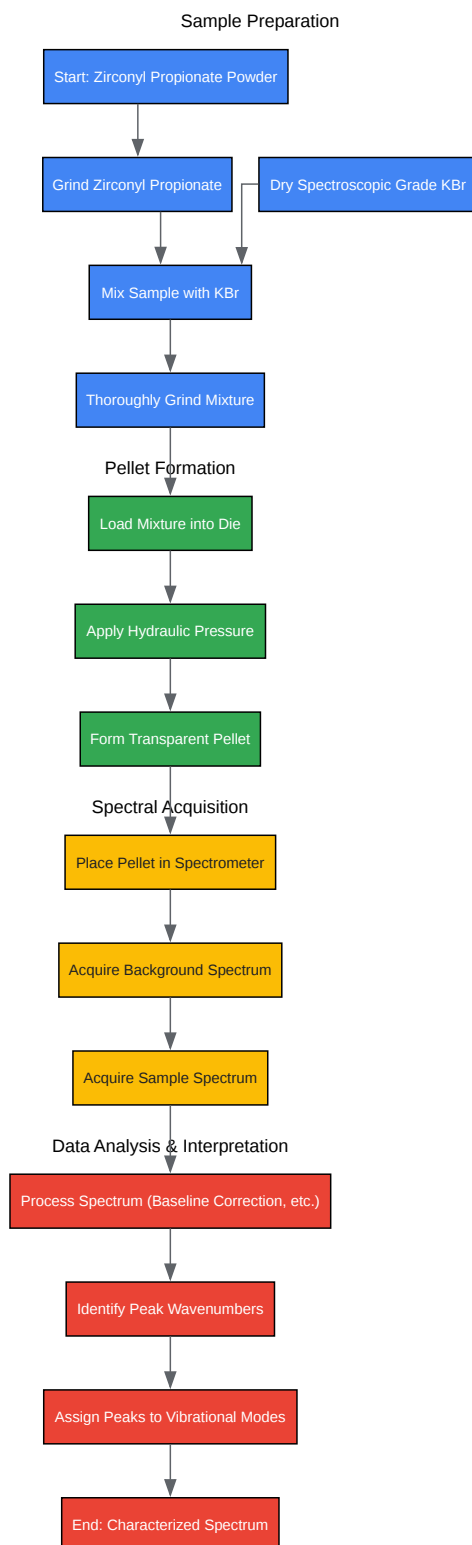 Sample Preparation
Start: Zirconyl Propionate Powder
Grind Zirconyl Propionate
Dry Spectroscopic Grade KBr
Mix Sample with KBr
Thoroughly Grind Mixture
Pellet Formation
Load Mixture into Die
Apply Hydraulic Pressure
Form Transparent Pellet
Spectral Acquisition
Place Pellet in Spectrometer
Acquire Background Spectrum
Acquire Sample Spectrum
Data Analysis & Interpretation
Process Spectrum (Baseline Correction, etc.)
Identify Peak Wavenumbers
Assign Peaks to Vibrational Modes
End: Characterized Spectrum